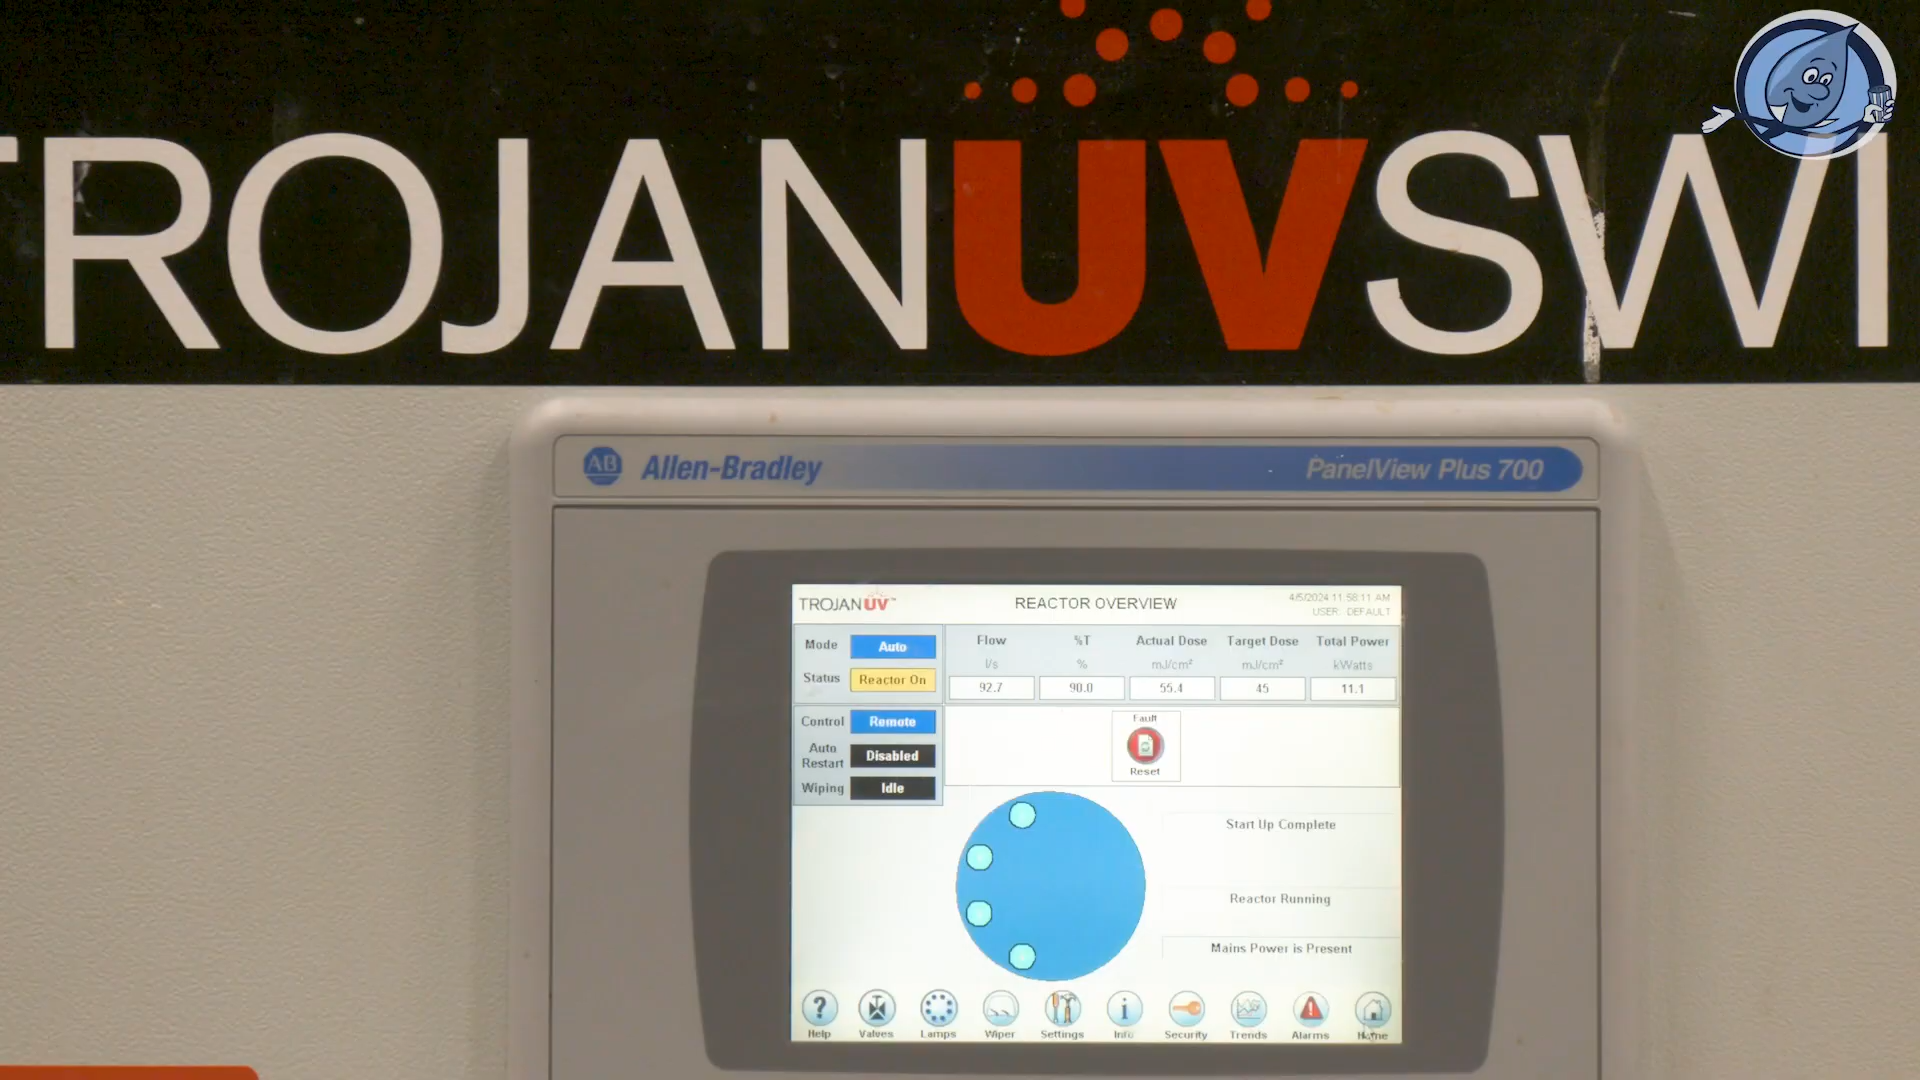 TROJANUVSWI
AB Allen-Bradley
PanelView Plus 700
TROJANUV™
REACTOR OVERVIEW
4/5/2024 11:58:11 AM
USER: DEFAULT
Mode Auto
Status Reactor On
Control Remote
Auto Restart Disabled
Wiping Idle
Flow %T Actual Dose Target Dose Total Power
l/s % mJ/cm² mJ/cm² kWatts
92.7 90.0 55.4 45 11.1
Fault
Reset
Start Up Complete
Reactor Running
Mains Power is Present
Help Valves Lamps Wiper Settings Info Security Trends Alarms Home